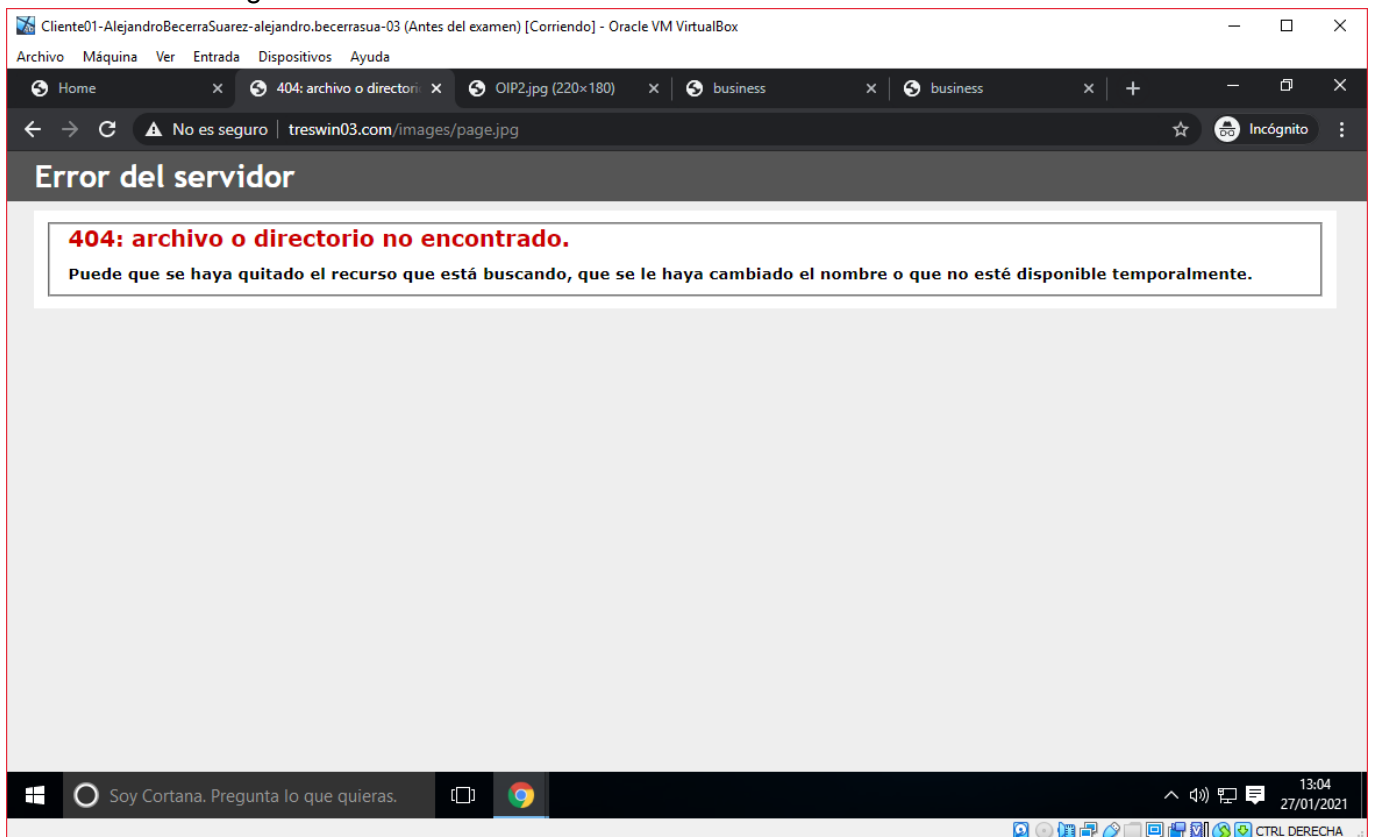 Cliente01-AlejandroBecerraSuarez-alejandro.becerrasua-03 (Antes del examen) [Corriendo] - Oracle VM VirtualBox
Archivo Máquina Ver Entrada Dispositivos Ayuda
Home 404: archivo o directori OIP2.jpg (220×180) business business
No es seguro treswin03.com/images/page.jpg Incógnito
Error del servidor
404: archivo o directorio no encontrado.
Puede que se haya quitado el recurso que está buscando, que se le haya cambiado el nombre o que no esté disponible temporalmente.
Soy Cortana. Pregunta lo que quieras.
13:04
27/01/2021
CTRL DERECHA